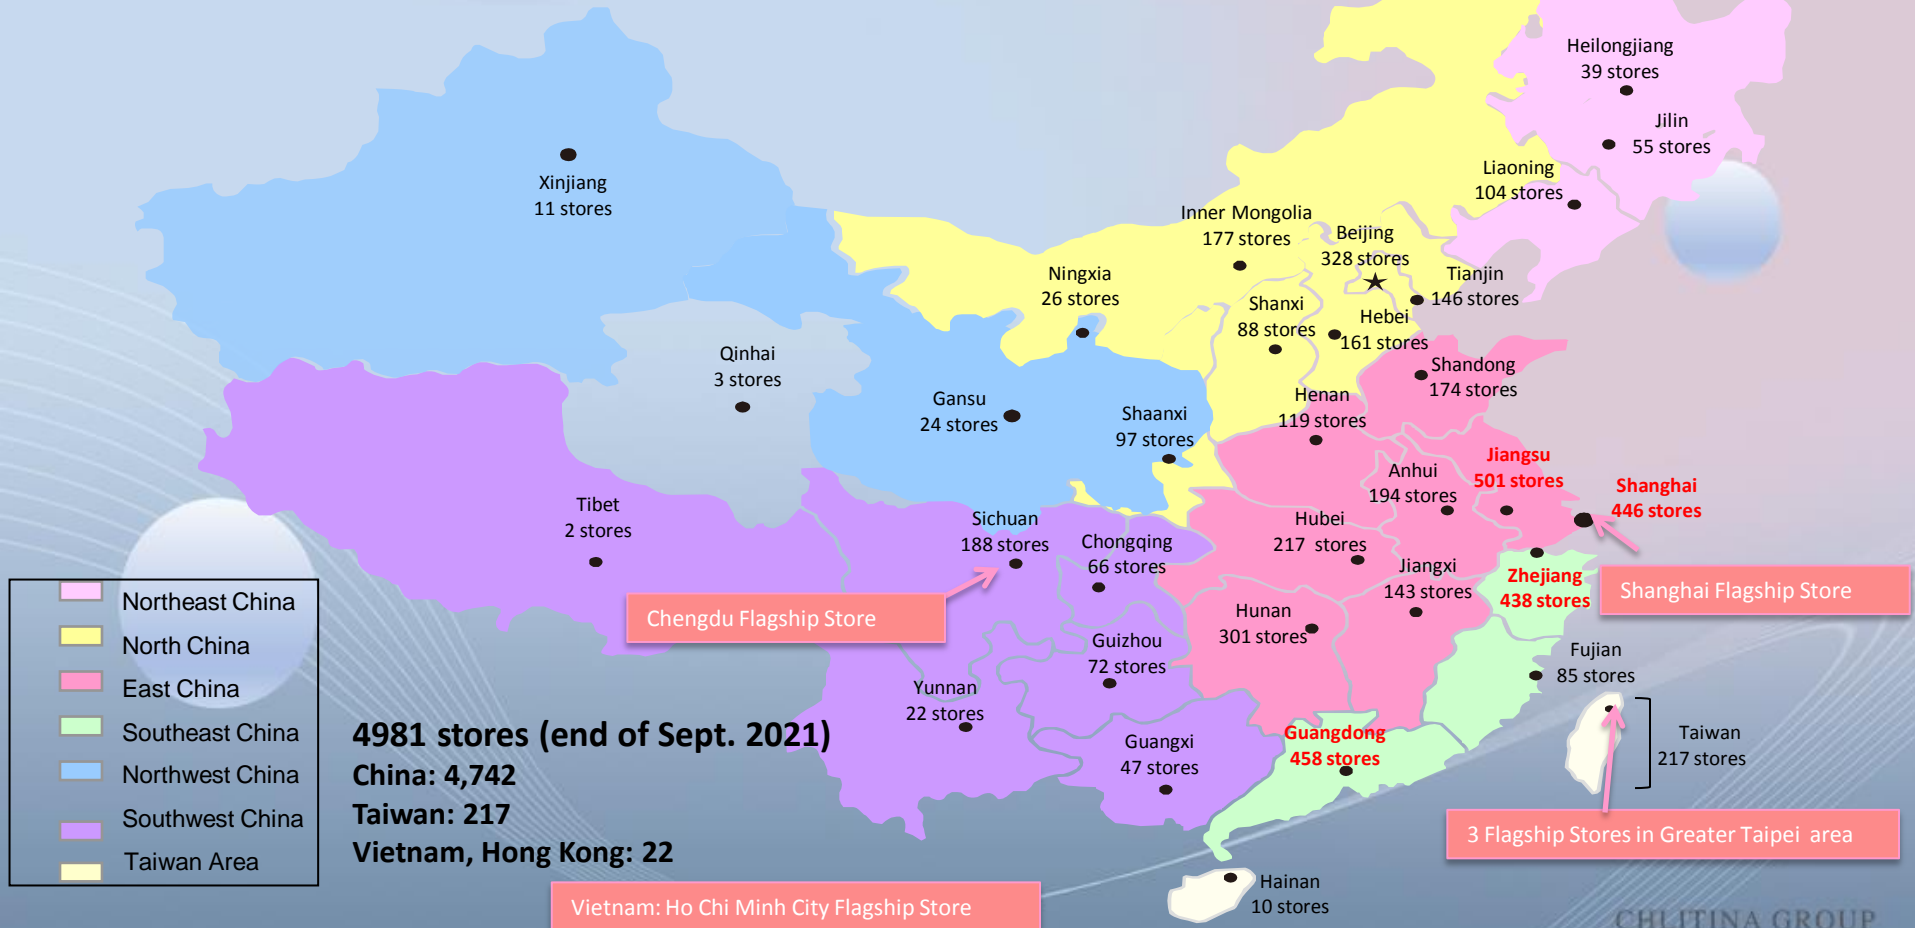 Heilongjiang
39 stores
Jilin
55 stores
Liaoning
104 stores
Xinjiang
11 stores
Inner Mongolia
177 stores
Beijing
328 stores
Ningxia
26 stores
Tianjin
146 stores
Shanxi
88 stores
Hebei
161 stores
Qinhai
3 stores
Shandong
174 stores
Gansu
24 stores
Shaanxi
97 stores
Henan
119 stores
Anhui
194 stores
Jiangsu
501 stores
Shanghai
446 stores
Tibet
2 stores
Sichuan
188 stores
Chongqing
66 stores
Hubei
217 stores
Jiangxi
143 stores
Zhejiang
438 stores
Shanghai Flagship Store
Chengdu Flagship Store
Hunan
301 stores
Guizhou
72 stores
Fujian
85 stores
Yunnan
22 stores
Guangxi
47 stores
Guangdong
458 stores
Taiwan
217 stores
Northeast China
North China
East China
Southeast China
Northwest China
Southwest China
Taiwan Area
4981 stores (end of Sept. 2021)
China: 4,742
Taiwan: 217
Vietnam, Hong Kong: 22
3 Flagship Stores in Greater Taipei area
Hainan
10 stores
Vietnam: Ho Chi Minh City Flagship Store
CHLITINA GROUP